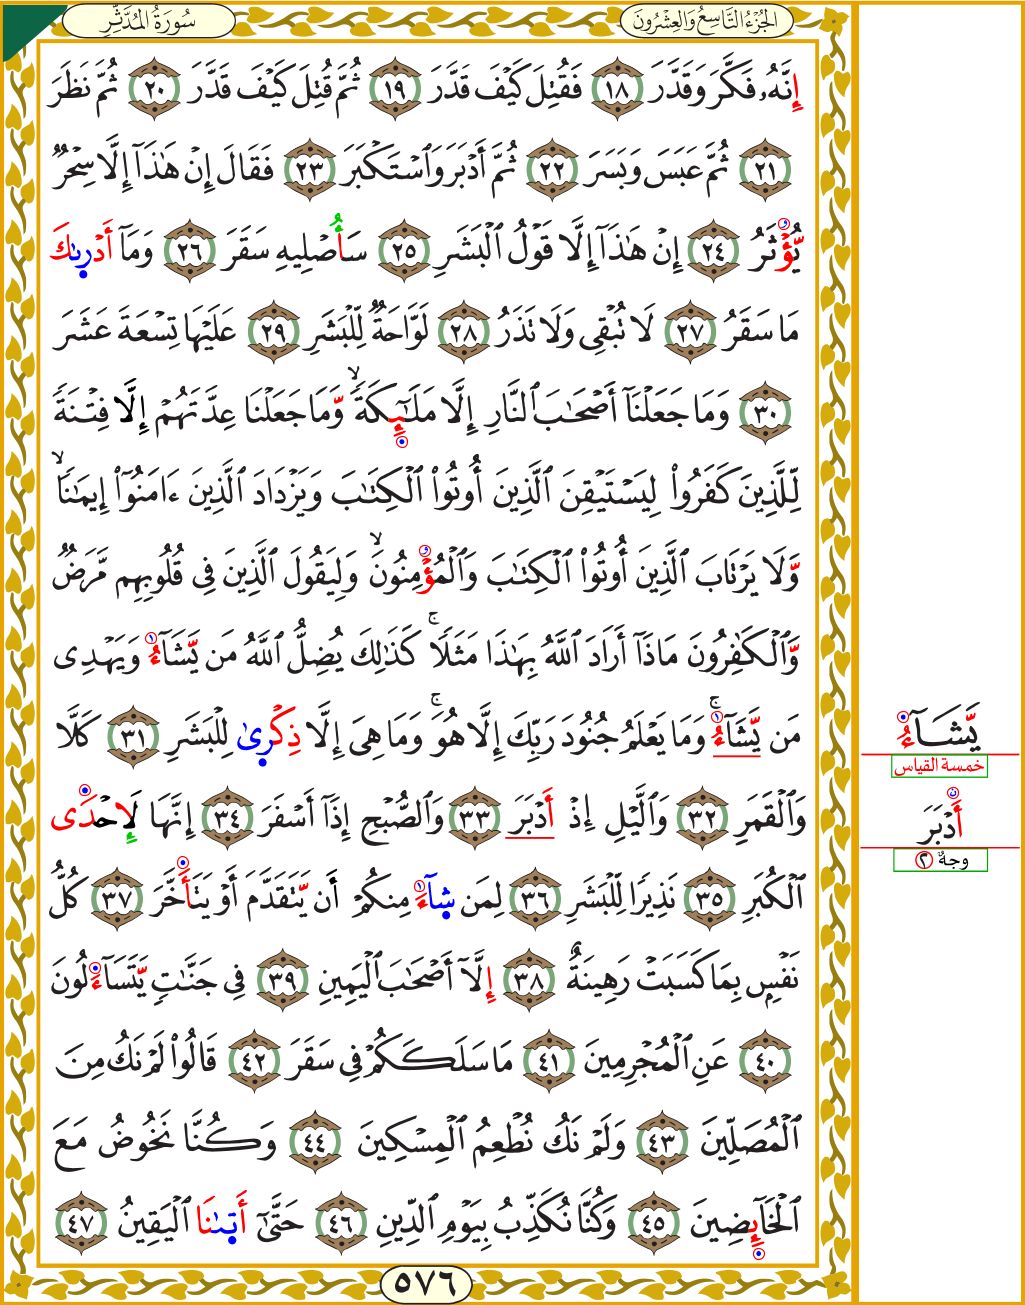 سُورَةُ المُدَّثِّرِ
الجُزْءُ التَّاسِعُ وَالعِشْرُونَ
إِنَّهُۥ فَكَّرَ وَقَدَّرَ ١٨ فَقُتِلَ كَيْفَ قَدَّرَ ١٩ ثُمَّ قُتِلَ كَيْفَ قَدَّرَ ٢٠ ثُمَّ نَظَرَ
٢١ ثُمَّ عَبَسَ وَبَسَرَ ٢٢ ثُمَّ أَدْبَرَ وَٱسْتَكْبَرَ ٢٣ فَقَالَ إِنْ هَٰذَآ إِلَّا سِحْرٌ
يُّؤْثَرُ ٢٤ إِنْ هَٰذَآ إِلَّا قَوْلُ ٱلْبَشَرِ ٢٥ سَأُصْلِيهِ سَقَرَ ٢٦ وَمَآ أَدْرِىٰكَ
مَا سَقَرُ ٢٧ لَا تُبْقِى وَلَا تَذَرُ ٢٨ لَوَّاحَةٌ لِّلْبَشَرِ ٢٩ عَلَيْهَا تِسْعَةَ عَشَرَ
٣٠ وَمَا جَعَلْنَآ أَصْحَٰبَ ٱلنَّارِ إِلَّا مَلَٰٓئِكَةً ۙ وَّمَا جَعَلْنَا عِدَّتَهُمْ إِلَّا فِتْنَةً
لِّلَّذِينَ كَفَرُوا۟ لِيَسْتَيْقِنَ ٱلَّذِينَ أُوتُوا۟ ٱلْكِتَٰبَ وَيَزْدَادَ ٱلَّذِينَ ءَامَنُوٓا۟ إِيمَٰنًا ۙ
وَّلَا يَرْتَابَ ٱلَّذِينَ أُوتُوا۟ ٱلْكِتَٰبَ وَٱلْمُؤْمِنُونَ ۙ وَلِيَقُولَ ٱلَّذِينَ فِى قُلُوبِهِم مَّرَضٌ
وَّٱلْكَٰفِرُونَ مَاذَآ أَرَادَ ٱللَّهُ بِهَٰذَا مَثَلًا ۚ كَذَٰلِكَ يُضِلُّ ٱللَّهُ مَن يَّشَآءُ وَيَهْدِى
مَن يَّشَآءُ ۚ وَمَا يَعْلَمُ جُنُودَ رَبِّكَ إِلَّا هُوَ ۚ وَمَا هِىَ إِلَّا ذِكْرِىٰ لِلْبَشَرِ ٣١ كَلَّا
وَٱلْقَمَرِ ٣٢ وَٱلَّيْلِ إِذْ أَدْبَرَ ٣٣ وَٱلصُّبْحِ إِذَآ أَسْفَرَ ٣٤ إِنَّهَا لَإِحْدَى
ٱلْكُبَرِ ٣٥ نَذِيرًا لِّلْبَشَرِ ٣٦ لِمَن شَآءَ مِنكُمْ أَن يَّتَقَدَّمَ أَوْ يَتَأَخَّرَ ٣٧ كُلُّ
نَفْسٍ بِمَا كَسَبَتْ رَهِينَةٌ ٣٨ إِلَّآ أَصْحَٰبَ ٱلْيَمِينِ ٣٩ فِى جَنَّٰتٍ يَّتَسَآءَلُونَ
٤٠ عَنِ ٱلْمُجْرِمِينَ ٤١ مَا سَلَكَكُمْ فِى سَقَرَ ٤٢ قَالُوا۟ لَمْ نَكُ مِنَ
ٱلْمُصَلِّينَ ٤٣ وَلَمْ نَكُ نُطْعِمُ ٱلْمِسْكِينَ ٤٤ وَكُنَّا نَخُوضُ مَعَ
ٱلْخَآئِضِينَ ٤٥ وَكُنَّا نُكَذِّبُ بِيَوْمِ ٱلدِّينِ ٤٦ حَتَّىٰٓ أَتِىٰنَا ٱلْيَقِينُ ٤٧
يَّشَآءُ
خمسة القياس
أَدْبَرَ
وجهٌ ٢
٥٧٦